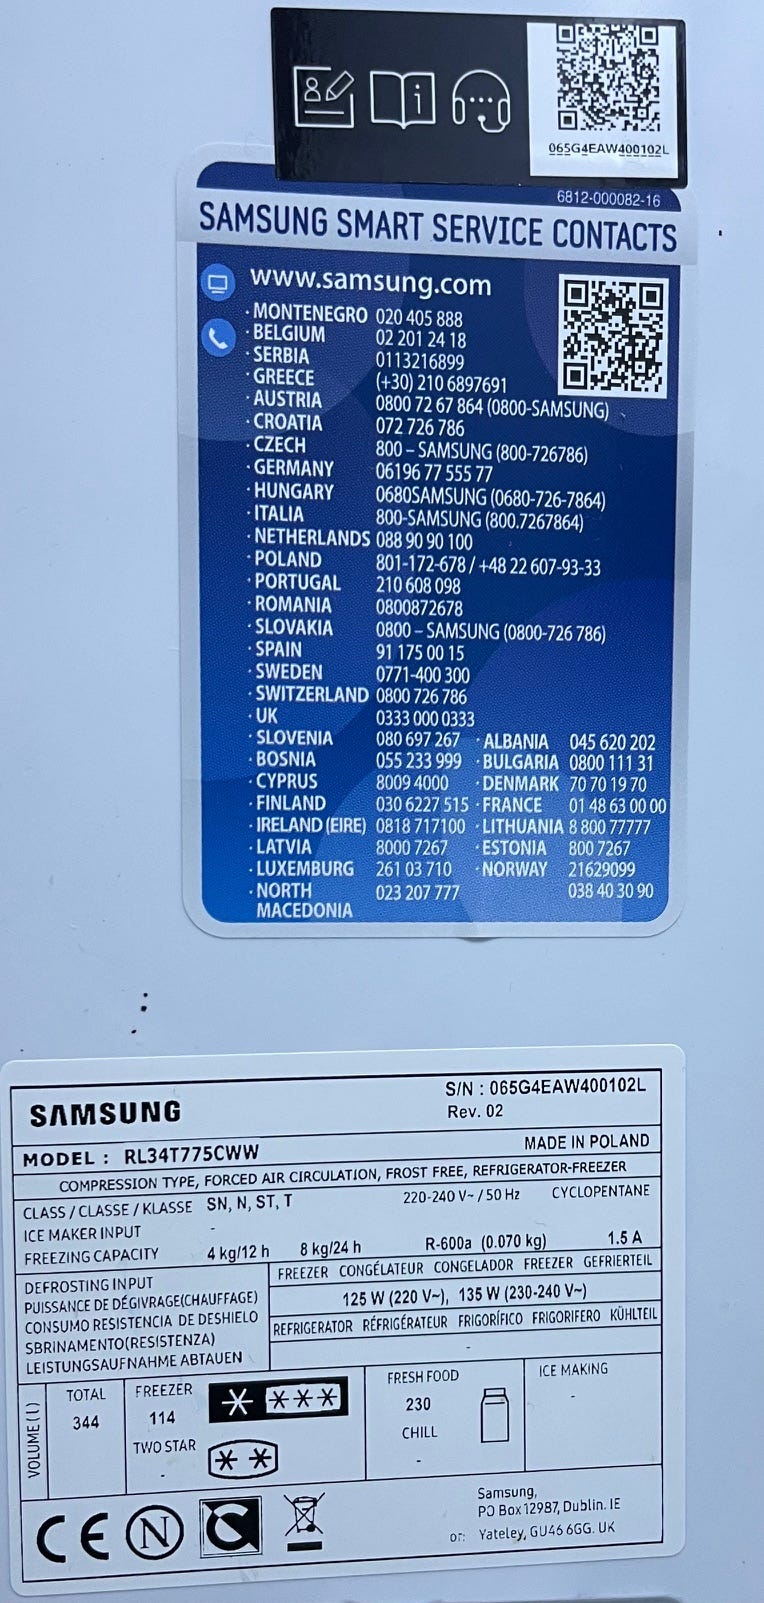 065G4EAW400102L
6812-000082-16
SAMSUNG SMART SERVICE CONTACTS
www.samsung.com
· MONTENEGRO 020 405 888
· BELGIUM 02 201 24 18
· SERBIA 0113216899
· GREECE (+30) 210 6897691
· AUSTRIA 0800 72 67 864 (0800-SAMSUNG)
· CROATIA 072 726 786
· CZECH 800 – SAMSUNG (800-726786)
· GERMANY 06196 77 555 77
· HUNGARY 0680SAMSUNG (0680-726-7864)
· ITALIA 800-SAMSUNG (800.7267864)
· NETHERLANDS 088 90 90 100
· POLAND 801-172-678 / +48 22 607-93-33
· PORTUGAL 210 608 098
· ROMANIA 0800872678
· SLOVAKIA 0800 – SAMSUNG (0800-726 786)
· SPAIN 91 175 00 15
· SWEDEN 0771-400 300
· SWITZERLAND 0800 726 786
· UK 0333 000 0333
· SLOVENIA 080 697 267 · ALBANIA 045 620 202
· BOSNIA 055 233 999 · BULGARIA 0800 111 31
· CYPRUS 8009 4000 · DENMARK 70 70 19 70
· FINLAND 030 6227 515 · FRANCE 01 48 63 00 00
· IRELAND (EIRE) 0818 717100 · LITHUANIA 8 800 77777
· LATVIA 8000 7267 · ESTONIA 800 7267
· LUXEMBURG 261 03 710 · NORWAY 21629099
· NORTH 023 207 777 038 40 30 90
MACEDONIA
S/N : 065G4EAW400102L
SAMSUNG Rev. 02
MODEL : RL34T775CWW MADE IN POLAND
COMPRESSION TYPE, FORCED AIR CIRCULATION, FROST FREE, REFRIGERATOR-FREEZER
CLASS / CLASSE / KLASSE SN, N, ST, T 220-240 V~ / 50 Hz CYCLOPENTANE
ICE MAKER INPUT -
FREEZING CAPACITY 4 kg/12 h 8 kg/24 h R-600a (0.070 kg) 1.5 A
DEFROSTING INPUT
PUISSANCE DE DÉGIVRAGE(CHAUFFAGE)
CONSUMO RESISTENCIA DE DESHIELO
SBRINAMENTO(RESISTENZA)
LEISTUNGSAUFNAHME ABTAUEN
FREEZER CONGÉLATEUR CONGELADOR FREEZER GEFRIERTEIL
125 W (220 V~), 135 W (230-240 V~)
REFRIGERATOR RÉFRIGÉRATEUR FRIGORÍFICO FRIGORIFERO KÜHLTEIL
-
VOLUME (l)
TOTAL
344
FREEZER
114
TWO STAR
-
FRESH FOOD
230
CHILL
-
ICE MAKING
-
CE N
Samsung,
PO Box 12987, Dublin. IE
or: Yateley, GU46 6GG. UK